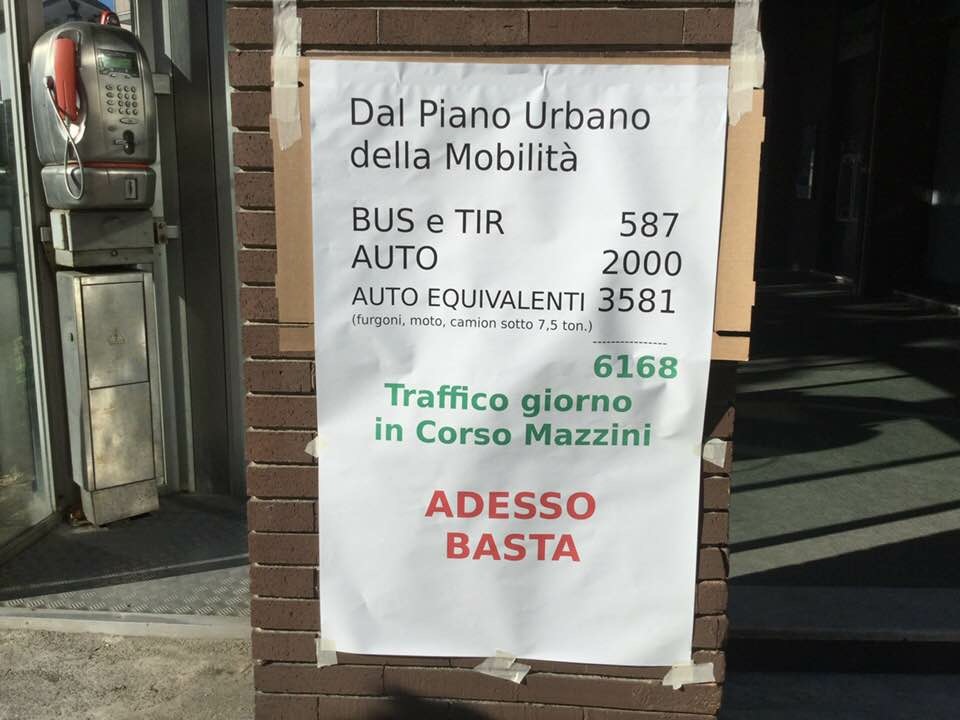 Dal Piano Urbano
della Mobilità
BUS e TIR 587
AUTO 2000
AUTO EQUIVALENTI 3581
(furgoni, moto, camion sotto 7,5 ton.)
----------------
6168
Traffico giorno
in Corso Mazzini
ADESSO
BASTA